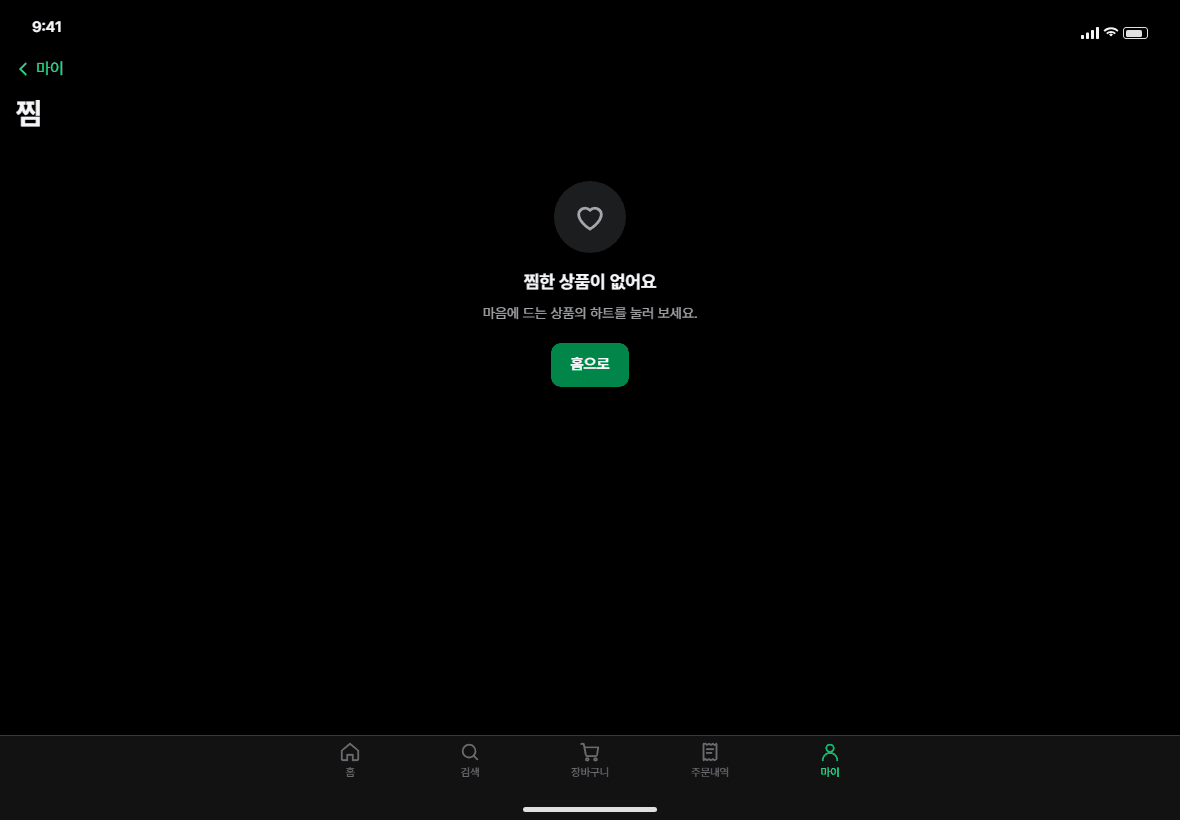 9:41
마이
찜
찜한 상품이 없어요
마음에 드는 상품의 하트를 눌러 보세요.
홈으로
홈
검색
장바구니
주문내역
마이